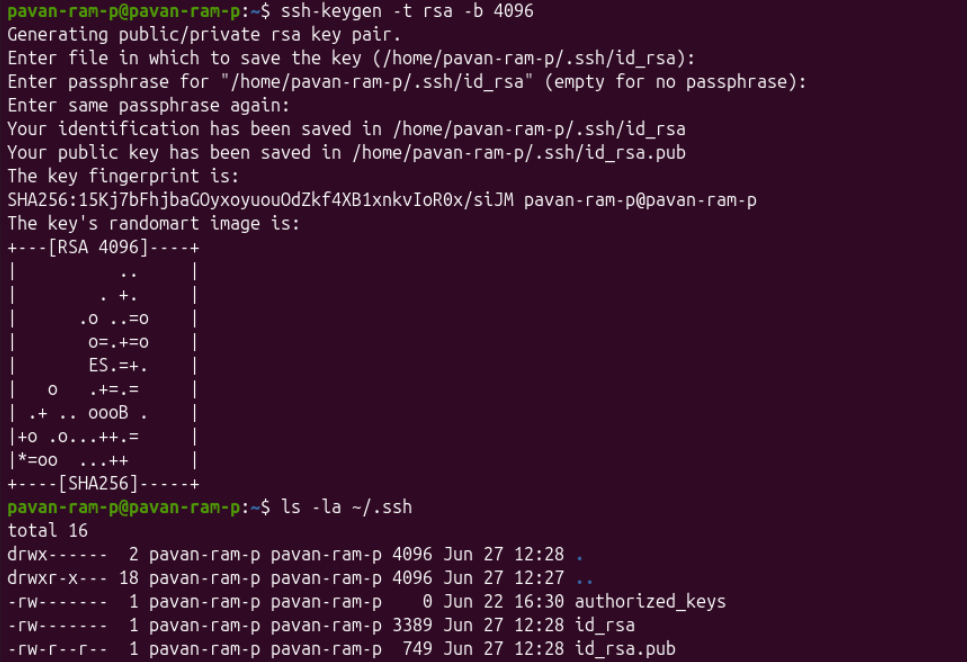 pavan-ram-p@pavan-ram-p:~$ ssh-keygen -t rsa -b 4096
Generating public/private rsa key pair.
Enter file in which to save the key (/home/pavan-ram-p/.ssh/id_rsa):
Enter passphrase for "/home/pavan-ram-p/.ssh/id_rsa" (empty for no passphrase):
Enter same passphrase again:
Your identification has been saved in /home/pavan-ram-p/.ssh/id_rsa
Your public key has been saved in /home/pavan-ram-p/.ssh/id_rsa.pub
The key fingerprint is:
SHA256:15Kj7bFhjbaGOyxoyuouOdZkf4XB1xnkvIoR0x/siJM pavan-ram-p@pavan-ram-p
The key's randomart image is:
+---[RSA 4096]----+
|           ..     |
|         . +.     |
|       .o ..=o    |
|        o=.+=o    |
|        ES.=+.    |
|   o   .+=.=      |
| .+ .. oooB .    |
|+o .o...++.=     |
|*=oo  ...++      |
+----[SHA256]-----+
pavan-ram-p@pavan-ram-p:~$ ls -la ~/.ssh
total 16
drwx------  2 pavan-ram-p pavan-ram-p 4096 Jun 27 12:28 .
drwxr-x--- 18 pavan-ram-p pavan-ram-p 4096 Jun 27 12:27 ..
-rw-------  1 pavan-ram-p pavan-ram-p    0 Jun 22 16:30 authorized_keys
-rw-------  1 pavan-ram-p pavan-ram-p 3389 Jun 27 12:28 id_rsa
-rw-r--r--  1 pavan-ram-p pavan-ram-p  749 Jun 27 12:28 id_rsa.pub